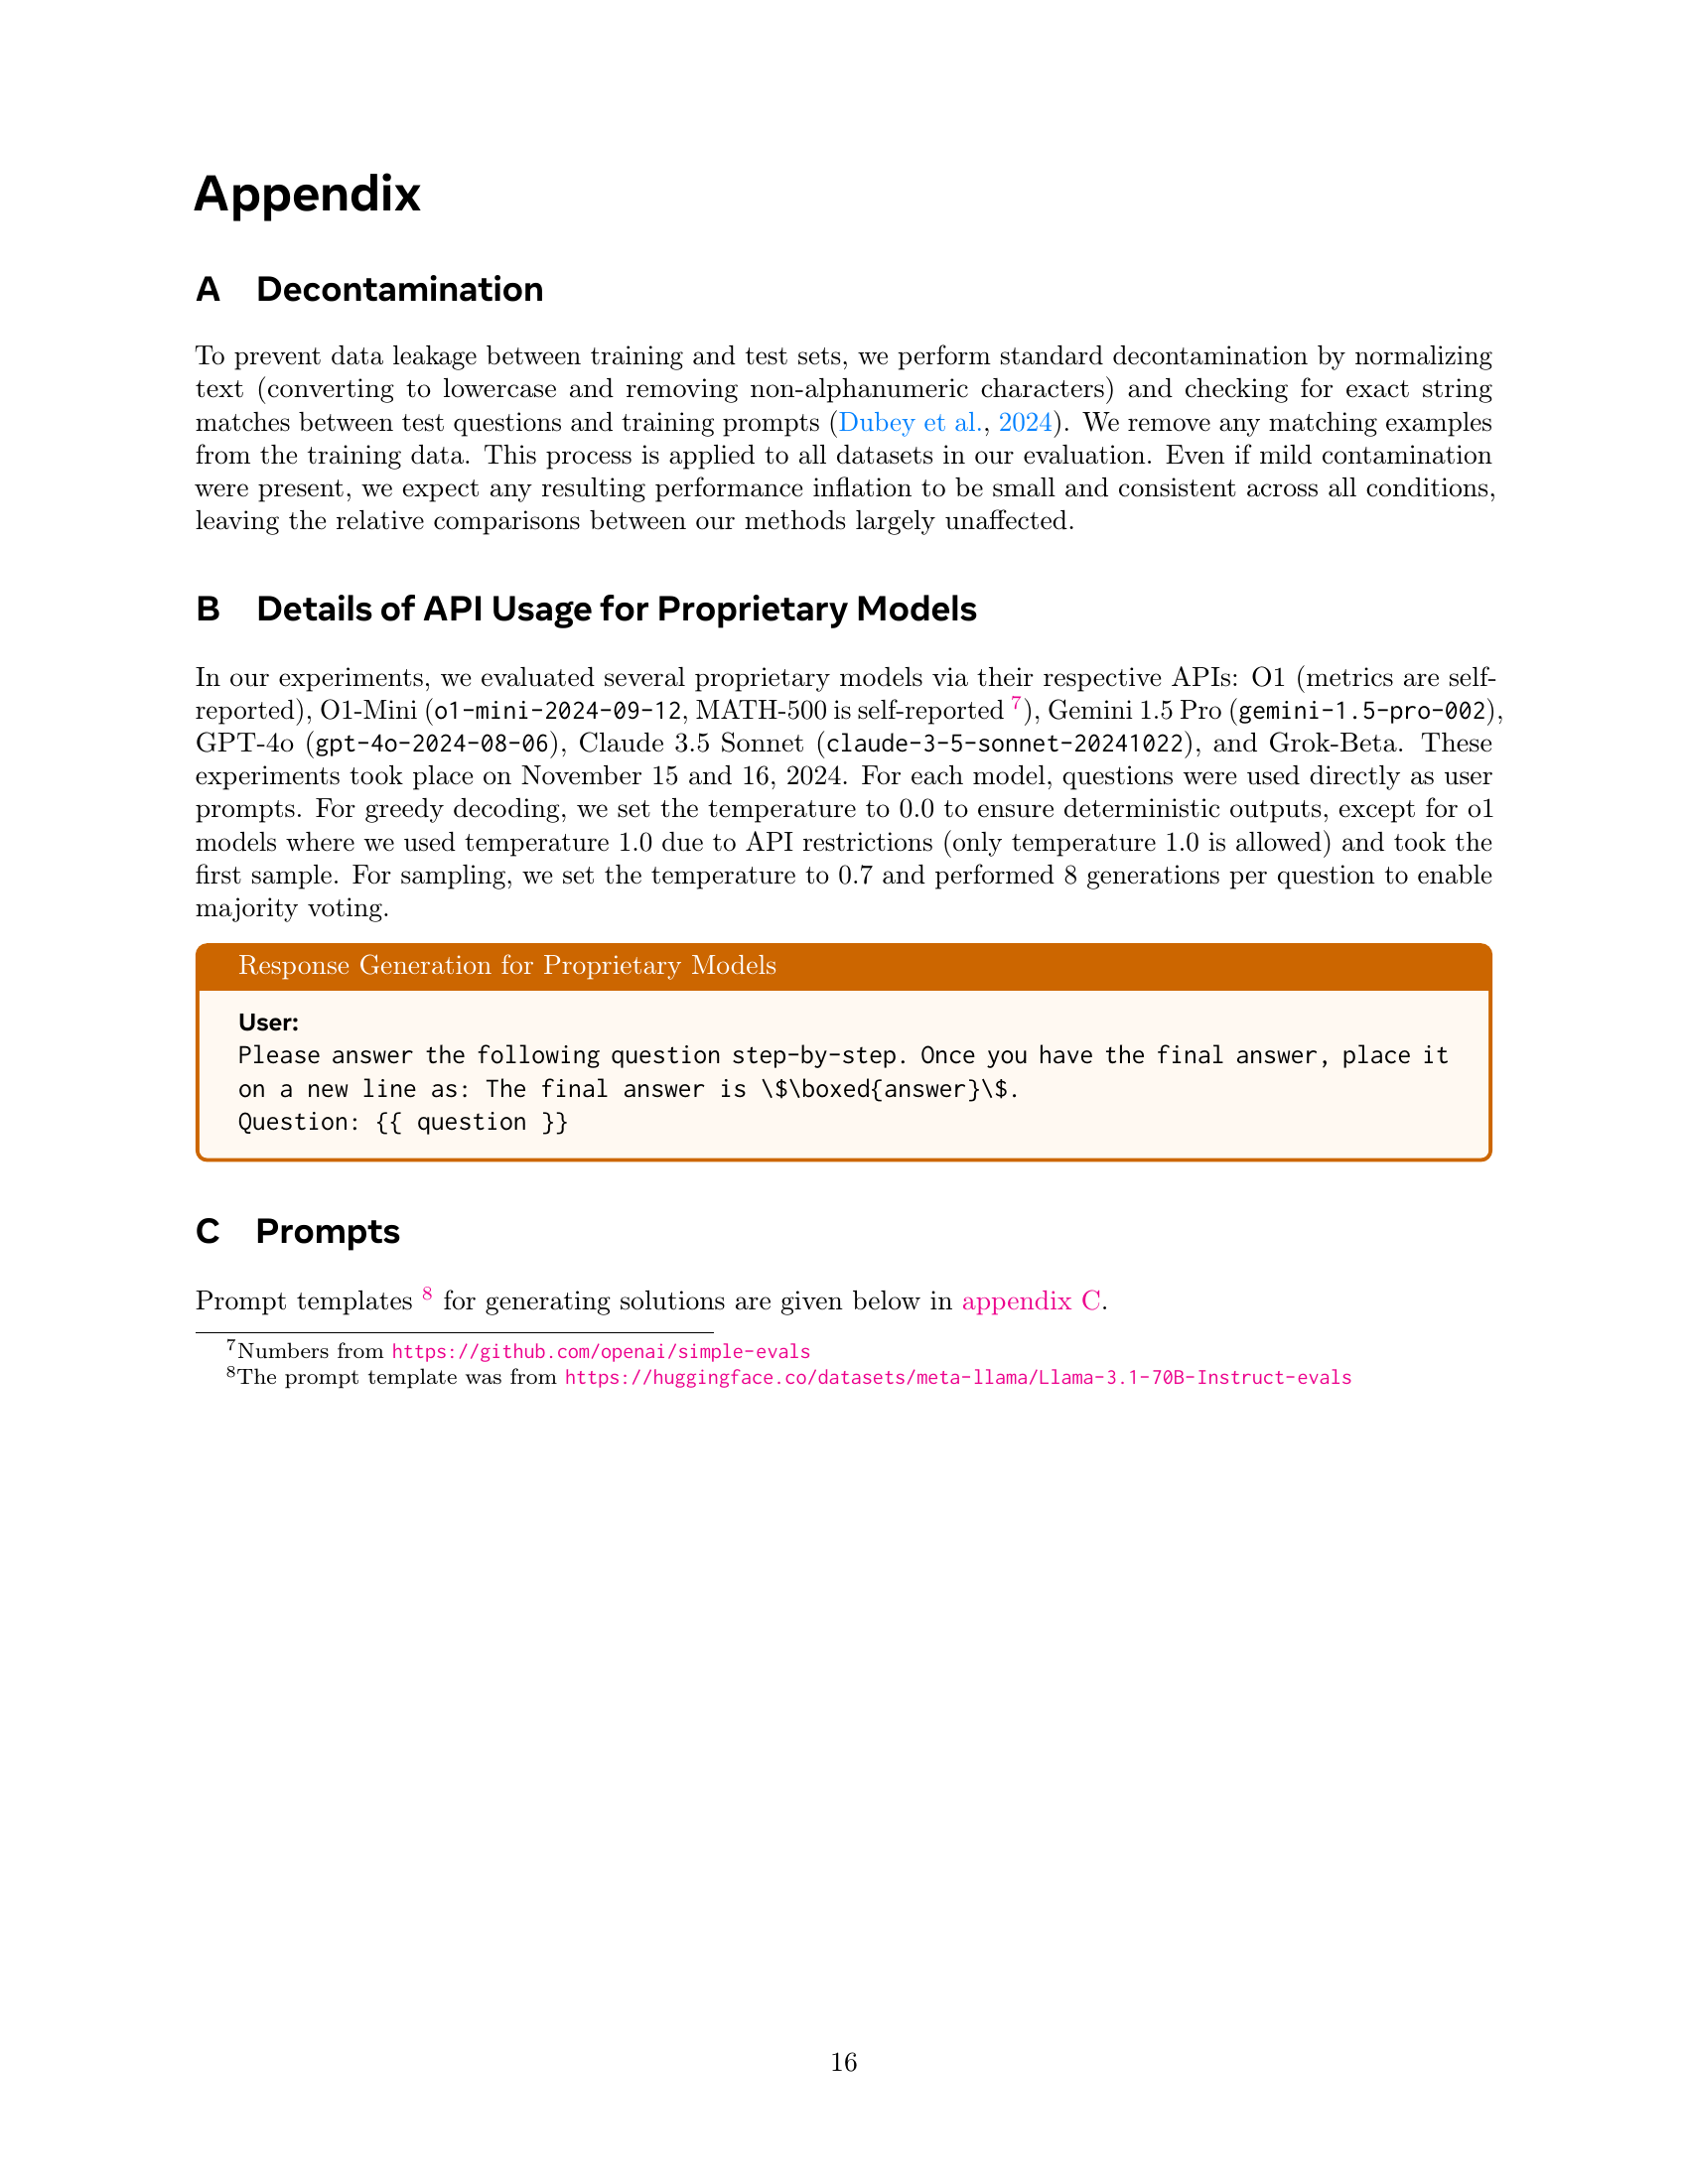 Appendix
A Decontamination
To prevent data leakage between training and test sets, we perform standard decontamination by normalizing
text (converting to lowercase and removing non-alphanumeric characters) and checking for exact string
matches between test questions and training prompts (Dubey et al., 2024). We remove any matching examples
from the training data. This process is applied to all datasets in our evaluation. Even if mild contamination
were present, we expect any resulting performance inflation to be small and consistent across all conditions,
leaving the relative comparisons between our methods largely unaffected.
B Details of API Usage for Proprietary Models
In our experiments, we evaluated several proprietary models via their respective APIs: O1 (metrics are self-
reported), O1-Mini (o1-mini-2024-09-12, MATH-500 is self-reported 7), Gemini 1.5 Pro (gemini-1.5-pro-002),
GPT-4o (gpt-4o-2024-08-06), Claude 3.5 Sonnet (claude-3-5-sonnet-20241022), and Grok-Beta. These
experiments took place on November 15 and 16, 2024. For each model, questions were used directly as user
prompts. For greedy decoding, we set the temperature to 0.0 to ensure deterministic outputs, except for o1
models where we used temperature 1.0 due to API restrictions (only temperature 1.0 is allowed) and took the
first sample. For sampling, we set the temperature to 0.7 and performed 8 generations per question to enable
majority voting.
Response Generation for Proprietary Models
User:
Please answer the following question step-by-step. Once you have the final answer, place it
on a new line as: The final answer is \$\boxed{answer}\$.
Question: {{ question }}
C Prompts
Prompt templates 8 for generating solutions are given below in appendix C.
7Numbers from https://github.com/openai/simple-evals
8The prompt template was from https://huggingface.co/datasets/meta-llama/Llama-3.1-70B-Instruct-evals
16